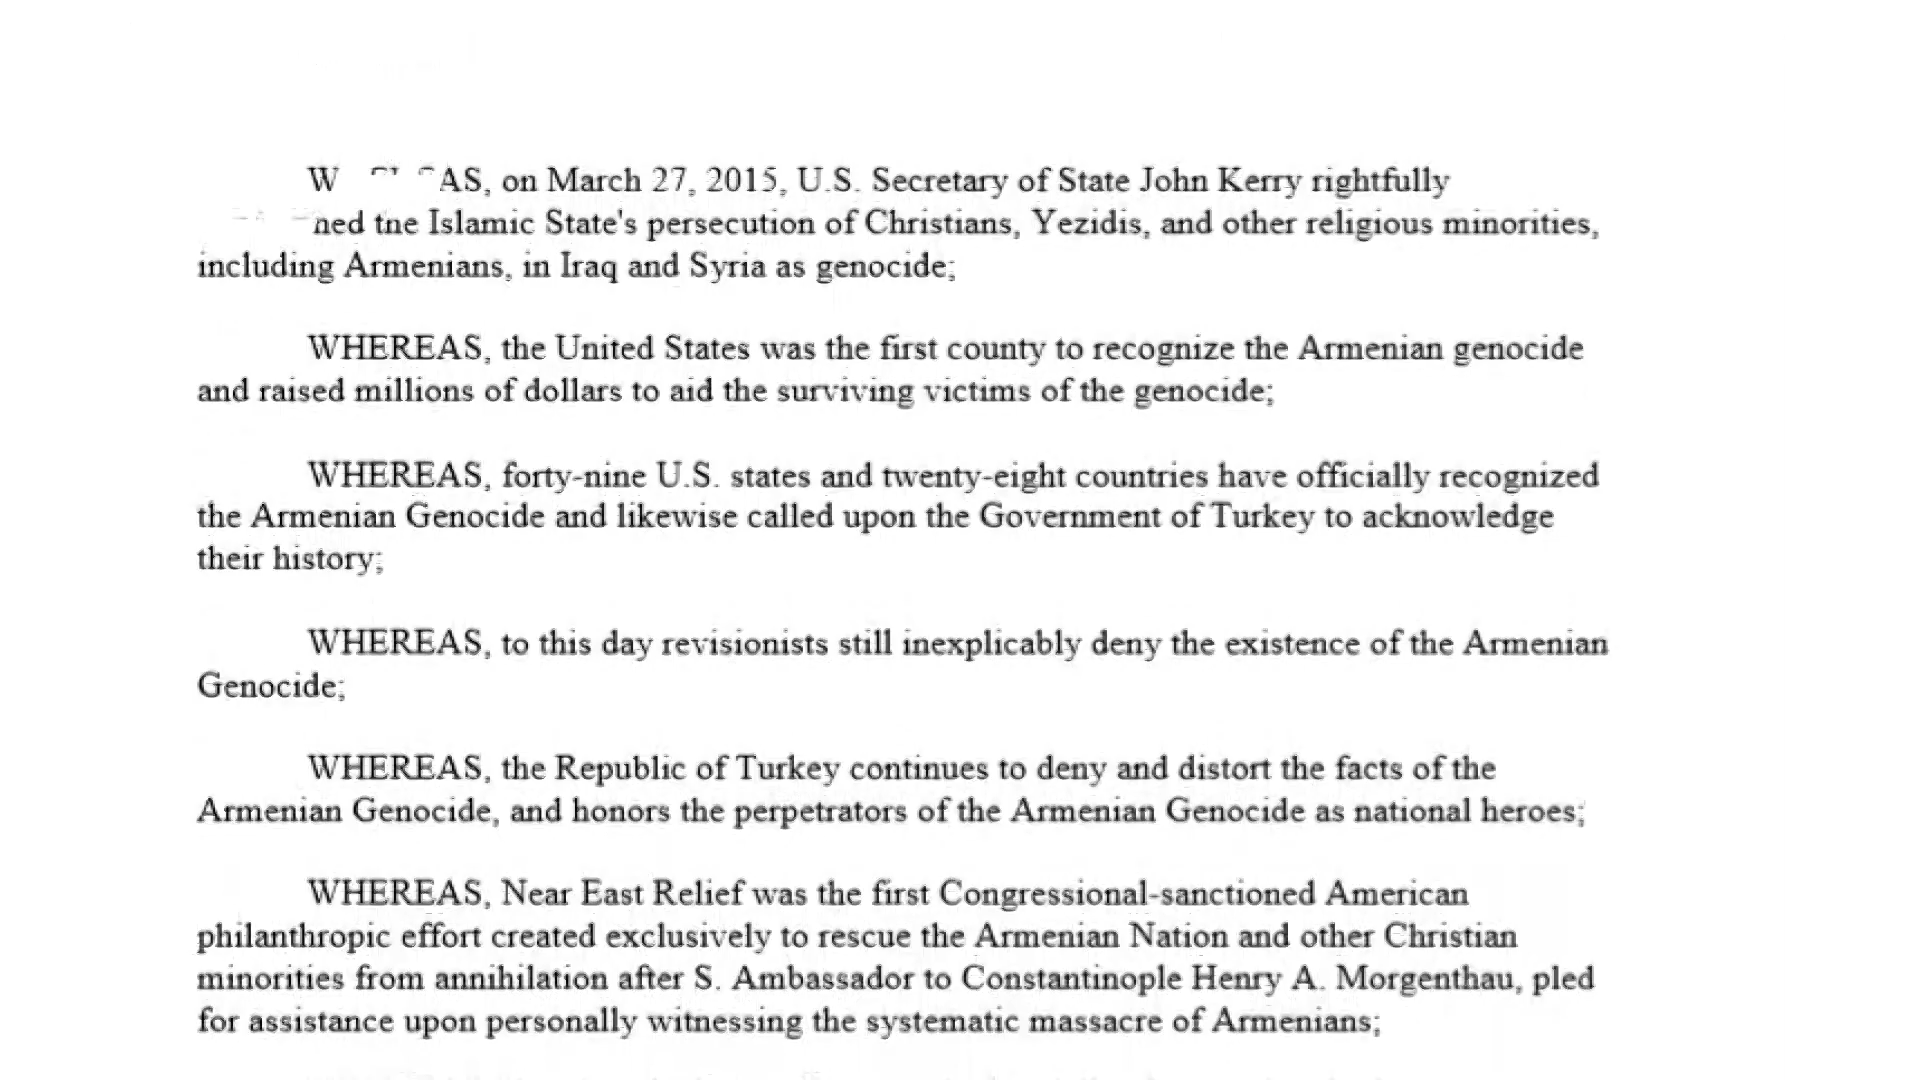 on March 27, 2015, U.S. Secretary of State John Kerry rightfully
the Islamic State's persecution of Christians, Yezidis, and other religious minorities,
including Armenians, in Iraq and Syria as genocide;
WHEREAS, the United States was the first county to recognize the Armenian genocide
and raised millions of dollars to aid the surviving victims of the genocide;
WHEREAS, forty-nine U.S. states and twenty-eight countries have officially recognized
the Armenian Genocide and likewise called upon the Government of Turkey to acknowledge
their history;
WHEREAS, to this day revisionists still inexplicably deny the existence of the Armenian
Genocide;
WHEREAS, the Republic of Turkey continues to deny and distort the facts of the
Armenian Genocide, and honors the perpetrators of the Armenian Genocide as national heroes;
WHEREAS, Near East Relief was the first Congressional-sanctioned American
philanthropic effort created exclusively to rescue the Armenian Nation and other Christian
minorities from annihilation after S. Ambassador to Constantinople Henry A. Morgenthau, pled
for assistance upon personally witnessing the systematic massacre of Armenians;